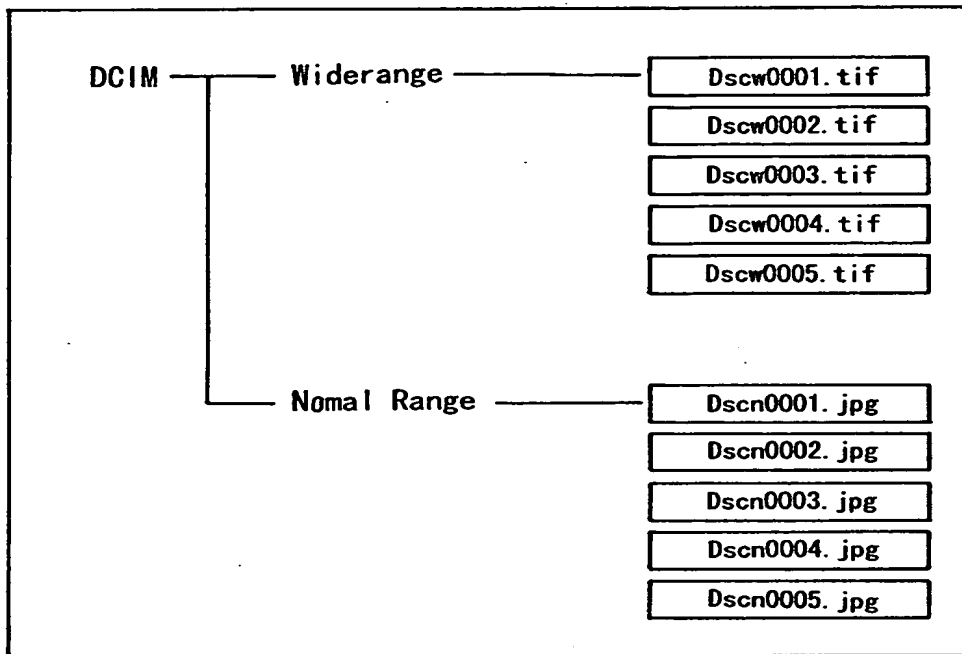 DCIM Widerange Dscw0001.tif
Dscw0002.tif
Dscw0003.tif
Dscw0004.tif
Dscw0005.tif
Nomal Range Dscn0001.jpg
Dscn0002.jpg
Dscn0003.jpg
Dscn0004.jpg
Dscn0005.jpg